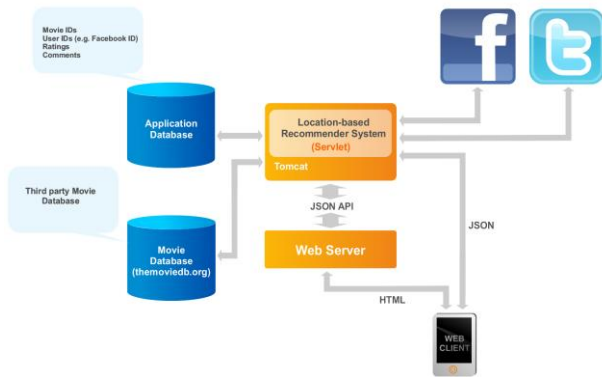 Movie IDs
User IDs (e.g. Facebook ID)
Ratings
Comments
f
t
Application
Database
Location-based
Recommender System
(Servlet)
Tomcat
Third party Movie
Database
JSON API
JSON
Movie
Database
(themoviedb.org)
Web Server
HTML
WEB
CLIENT